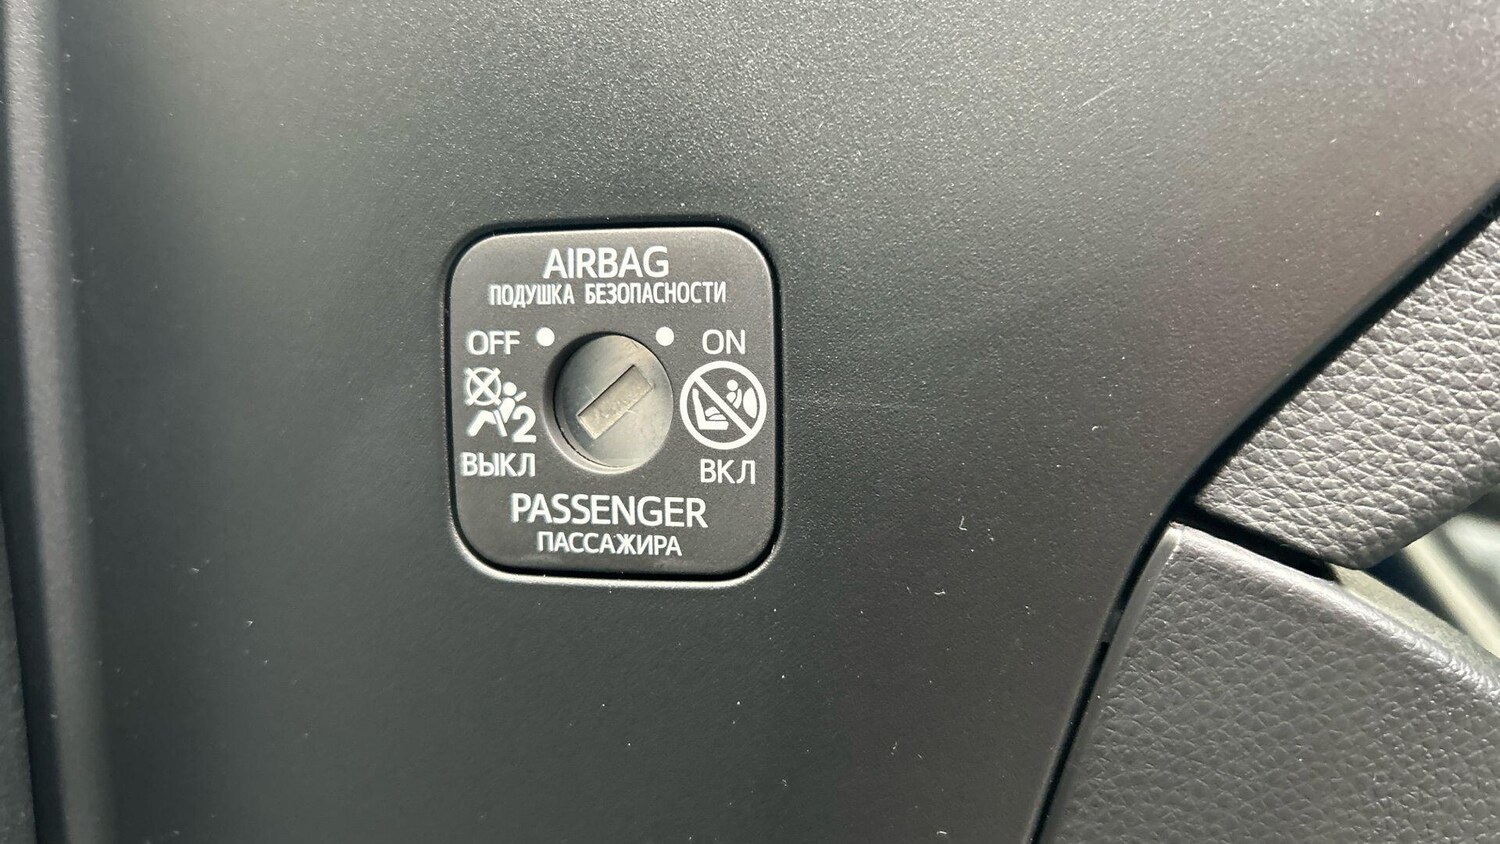 AIRBAG
ПОДУШКА БЕЗОПАСНОСТИ
OFF ON
2
ВЫКЛ ВКЛ
PASSENGER
ПАССАЖИРА